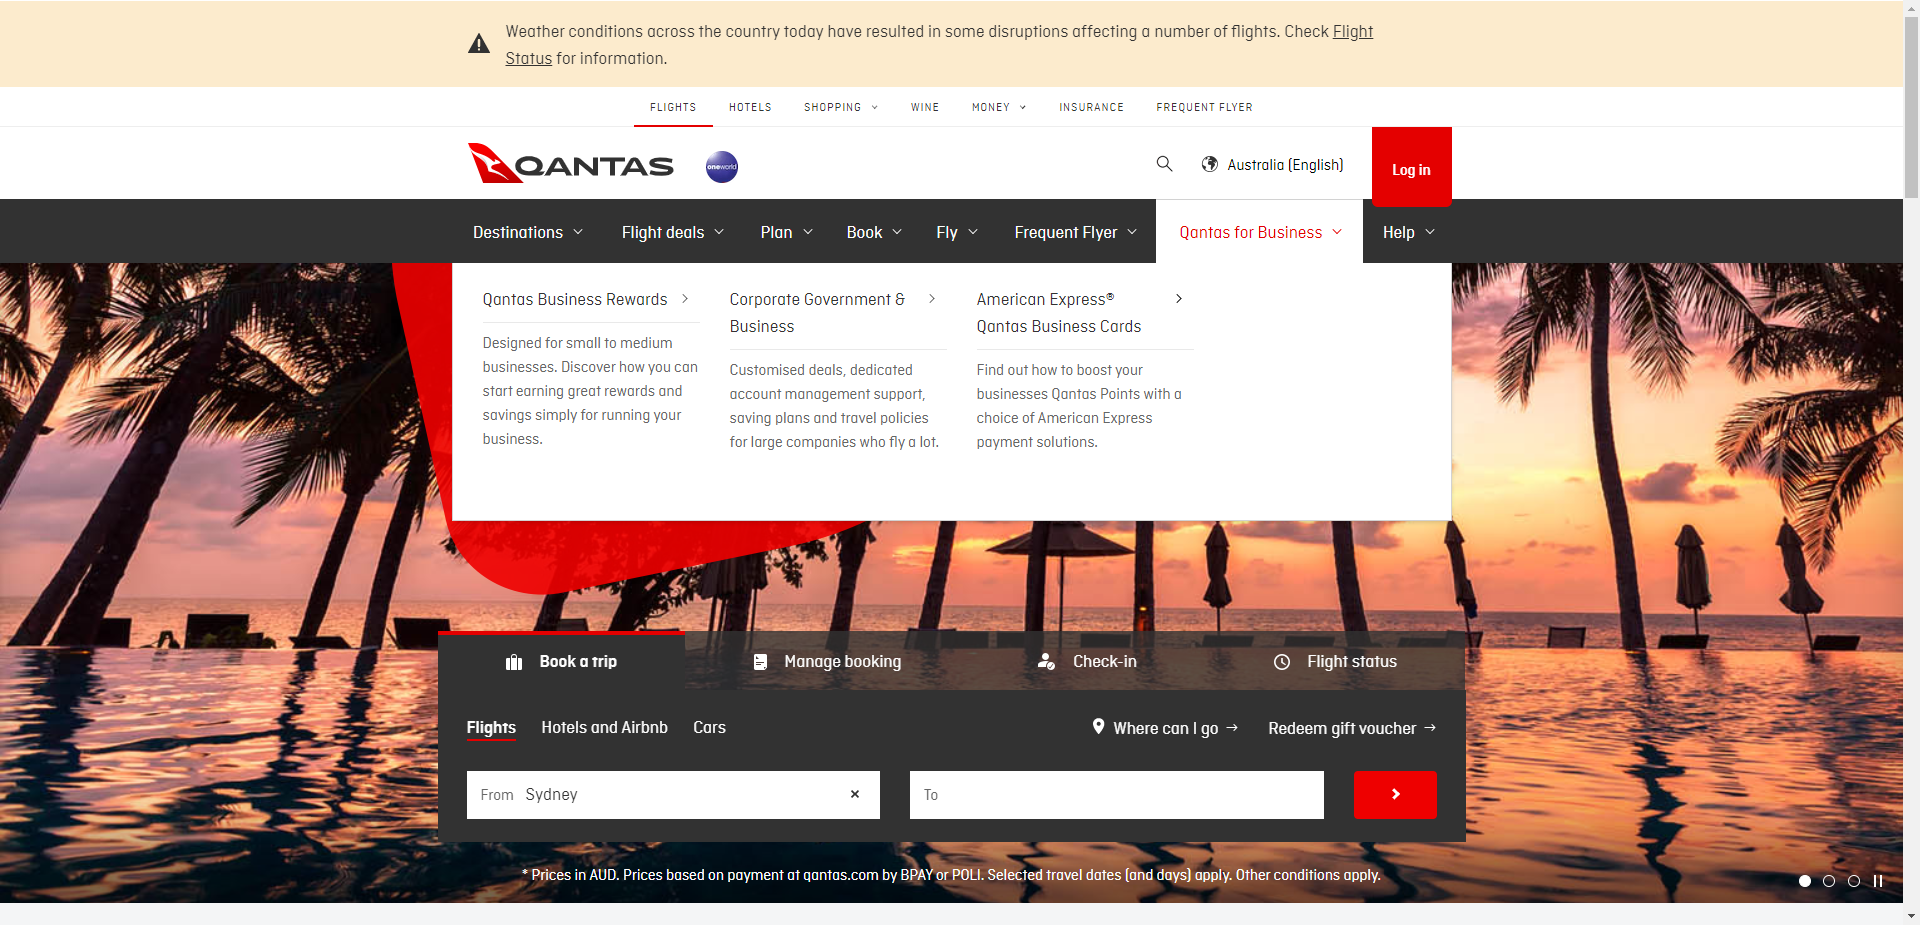 Weather conditions across the country today have resulted in some disruptions affecting a number of flights. Check Flight
Status for information.
FLIGHTS HOTELS SHOPPING WINE MONEY INSURANCE FREQUENT FLYER
QANTAS oneworld Australia (English) Log in
Destinations Flight deals Plan Book Fly Frequent Flyer Qantas for Business Help
Qantas Business Rewards
Designed for small to medium
businesses. Discover how you can
start earning great rewards and
savings simply for running your
business.
Corporate Government &
Business
Customised deals, dedicated
account management support,
saving plans and travel policies
for large companies who fly a lot.
American Express®
Qantas Business Cards
Find out how to boost your
businesses Qantas Points with a
choice of American Express
payment solutions.
Book a trip Manage booking Check-in Flight status
Flights Hotels and Airbnb Cars Where can I go → Redeem gift voucher →
From Sydney × To
* Prices in AUD. Prices based on payment at qantas.com by BPAY or POLI. Selected travel dates (and days) apply. Other conditions apply.